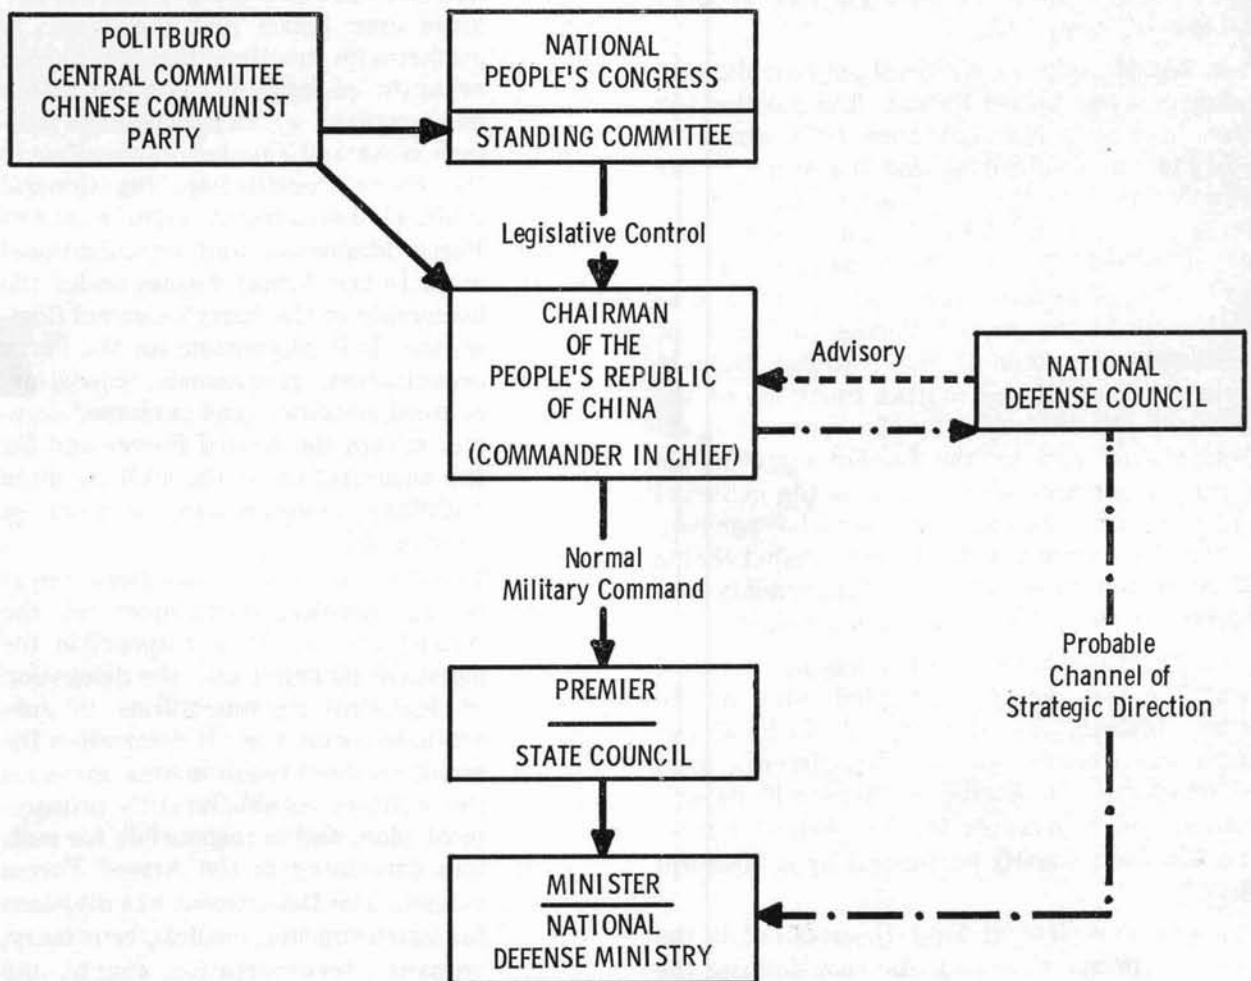 POLITBURO
CENTRAL COMMITTEE
CHINESE COMMUNIST
PARTY
NATIONAL
PEOPLE'S CONGRESS
STANDING COMMITTEE
Legislative Control
CHAIRMAN
OF THE
PEOPLE'S REPUBLIC
OF CHINA
(COMMANDER IN CHIEF)
Advisory
NATIONAL
DEFENSE COUNCIL
Normal
Military Command
Probable
Channel of
Strategic Direction
PREMIER
STATE COUNCIL
MINISTER
NATIONAL
DEFENSE MINISTRY